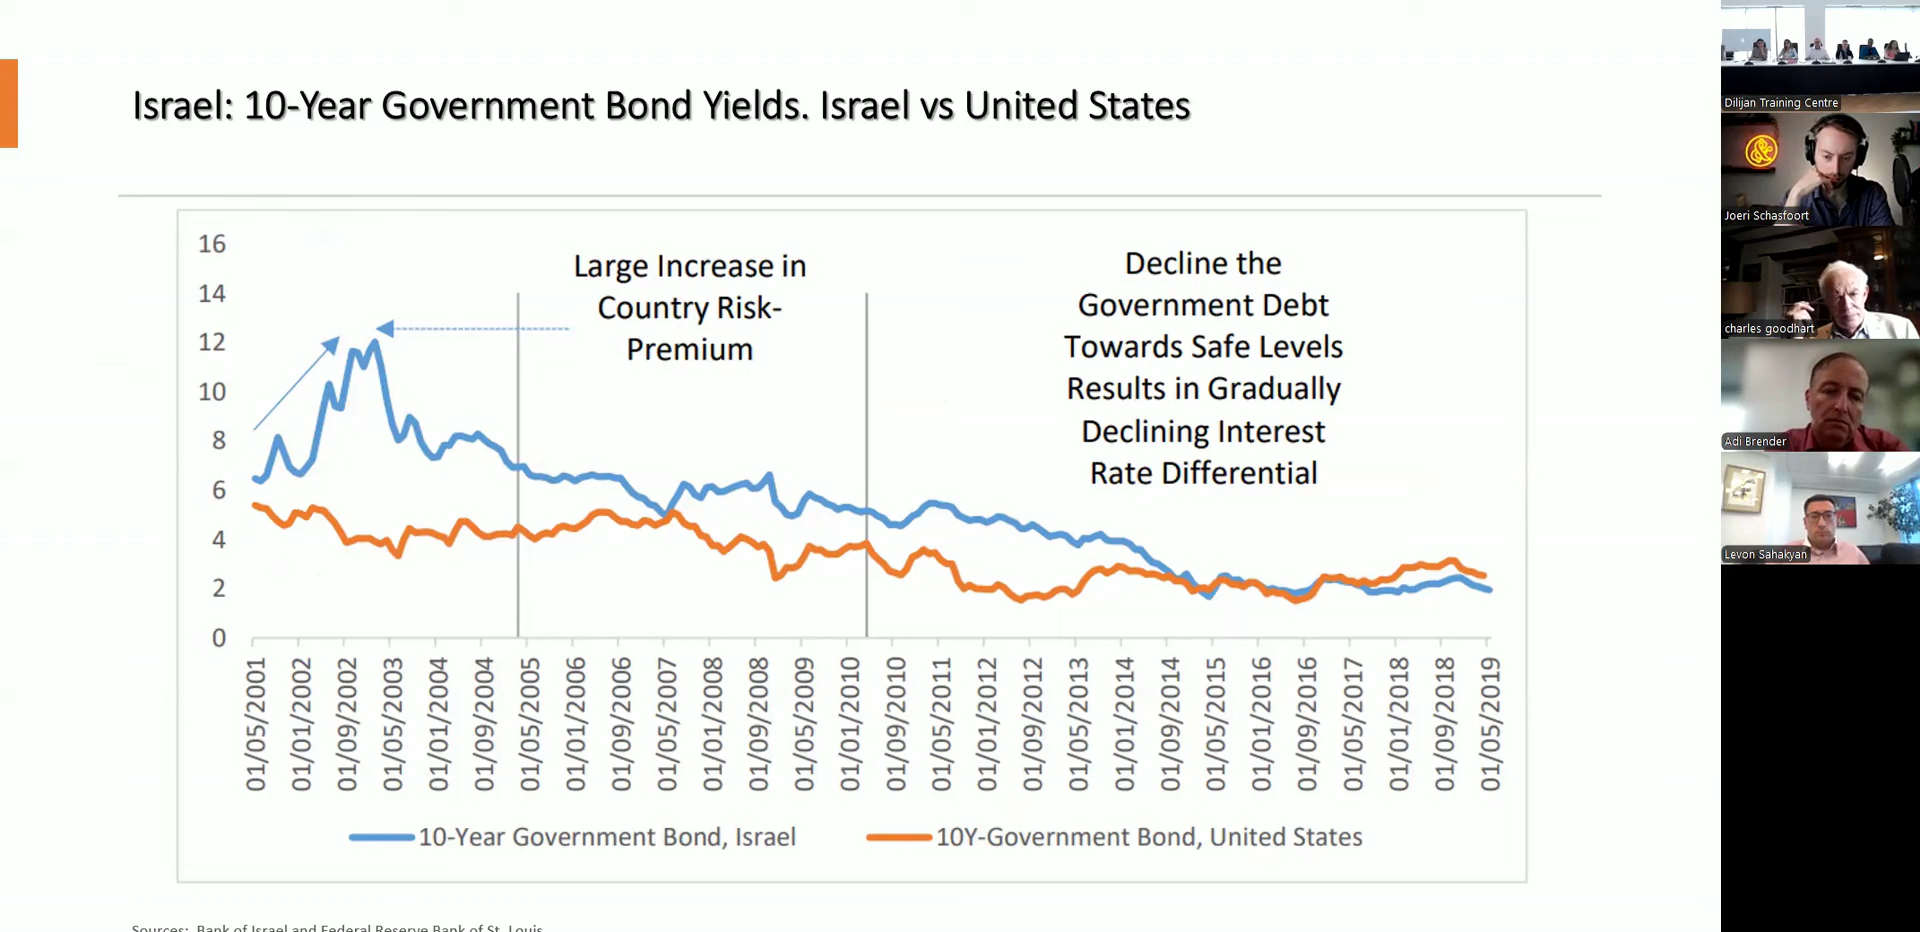 Israel: 10-Year Government Bond Yields. Israel vs United States
16
14
12
10
8
6
4
2
0
Large Increase in
Country Risk-
Premium
Decline the
Government Debt
Towards Safe Levels
Results in Gradually
Declining Interest
Rate Differential
01/05/2001
01/01/2002
01/09/2002
01/05/2003
01/01/2004
01/09/2004
01/05/2005
01/01/2006
01/09/2006
01/05/2007
01/01/2008
01/09/2008
01/05/2009
01/01/2010
01/09/2010
01/05/2011
01/01/2012
01/09/2012
01/05/2013
01/01/2014
01/09/2014
01/05/2015
01/01/2016
01/09/2016
01/05/2017
01/01/2018
01/09/2018
01/05/2019
10-Year Government Bond, Israel
10Y-Government Bond, United States
Sources: Bank of Israel and Federal Reserve Bank of St. Louis
Dilijan Training Centre
Joeri Schasfoort
charles goodhart
Adi Brender
Levon Sahakyan